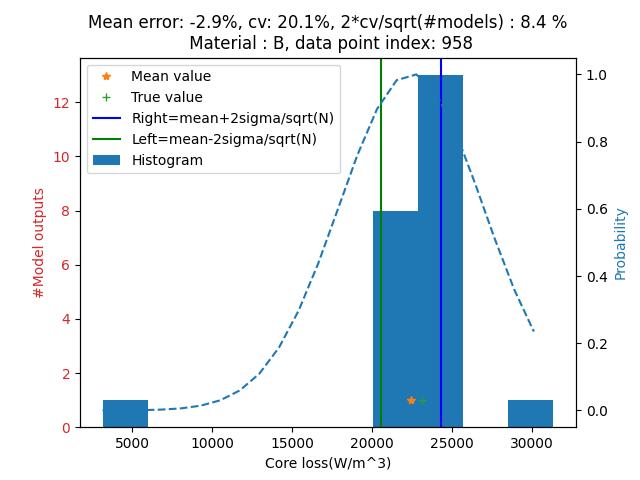 Mean error: -2.9%, cv: 20.1%, 2*cv/sqrt(#models) : 8.4 %
Material : B, data point index: 958
Mean value
True value
Right=mean+2sigma/sqrt(N)
Left=mean-2sigma/sqrt(N)
Histogram
#Model outputs
12
10
8
6
4
2
0
1.0
0.8
0.6
0.4
0.2
0.0
Probability
5000 10000 15000 20000 25000 30000
Core loss(W/m^3)